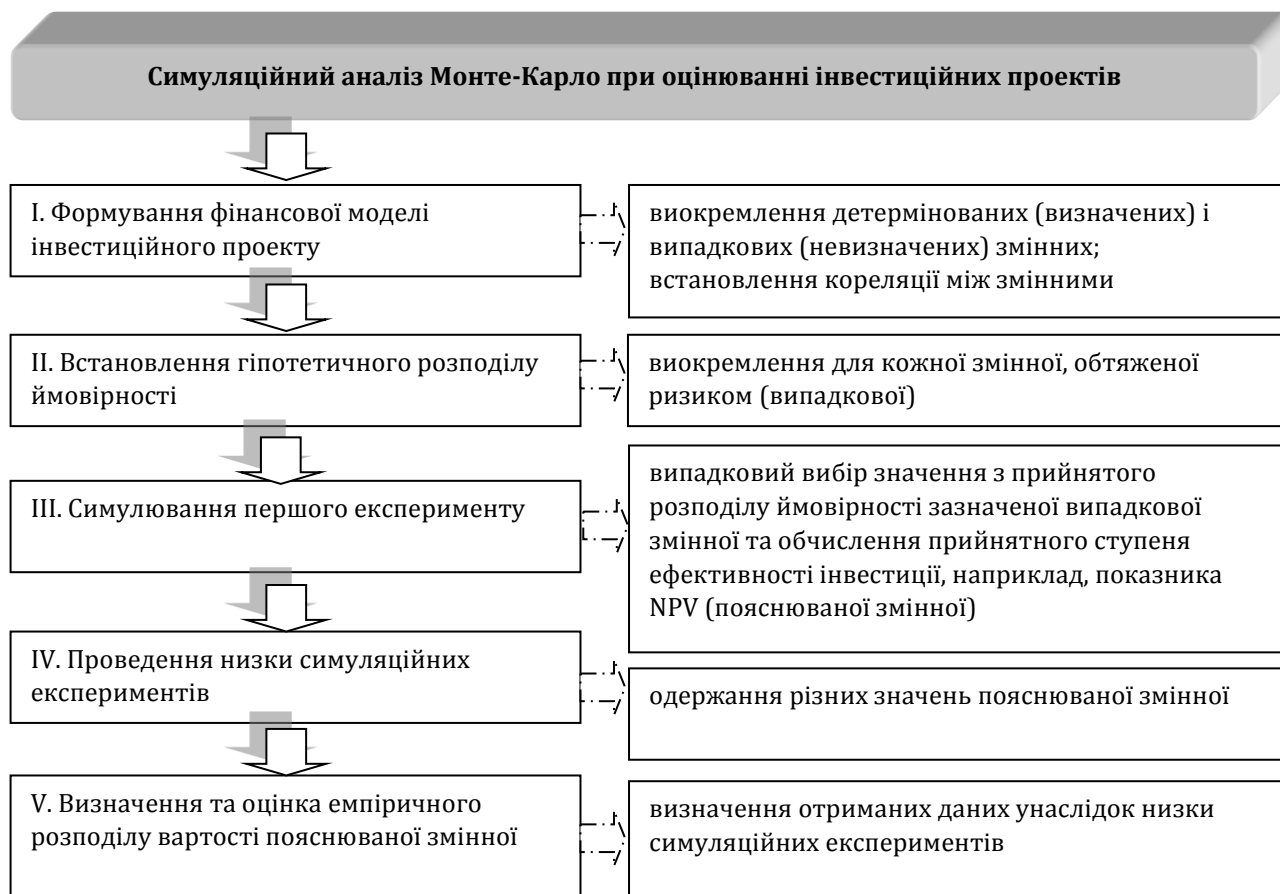 Симуляційний аналіз Монте-Карло при оцінюванні інвестиційних проектів
І. Формування фінансової моделі
інвестиційного проекту
виокремлення детермінованих (визначених) і
випадкових (невизначених) змінних;
встановлення кореляції між змінними
ІІ. Встановлення гіпотетичного розподілу
ймовірності
виокремлення для кожної змінної, обтяженої
ризиком (випадкової)
ІІІ. Симулювання першого експерименту
випадковий вибір значення з прийнятого
розподілу ймовірності зазначеної випадкової
змінної та обчислення прийнятного ступеня
ефективності інвестиції, наприклад, показника
NPV (пояснюваної змінної)
IV. Проведення низки симуляційних
експериментів
одержання різних значень пояснюваної змінної
V. Визначення та оцінка емпіричного
розподілу вартості пояснюваної змінної
визначення отриманих даних унаслідок низки
симуляційних експериментів